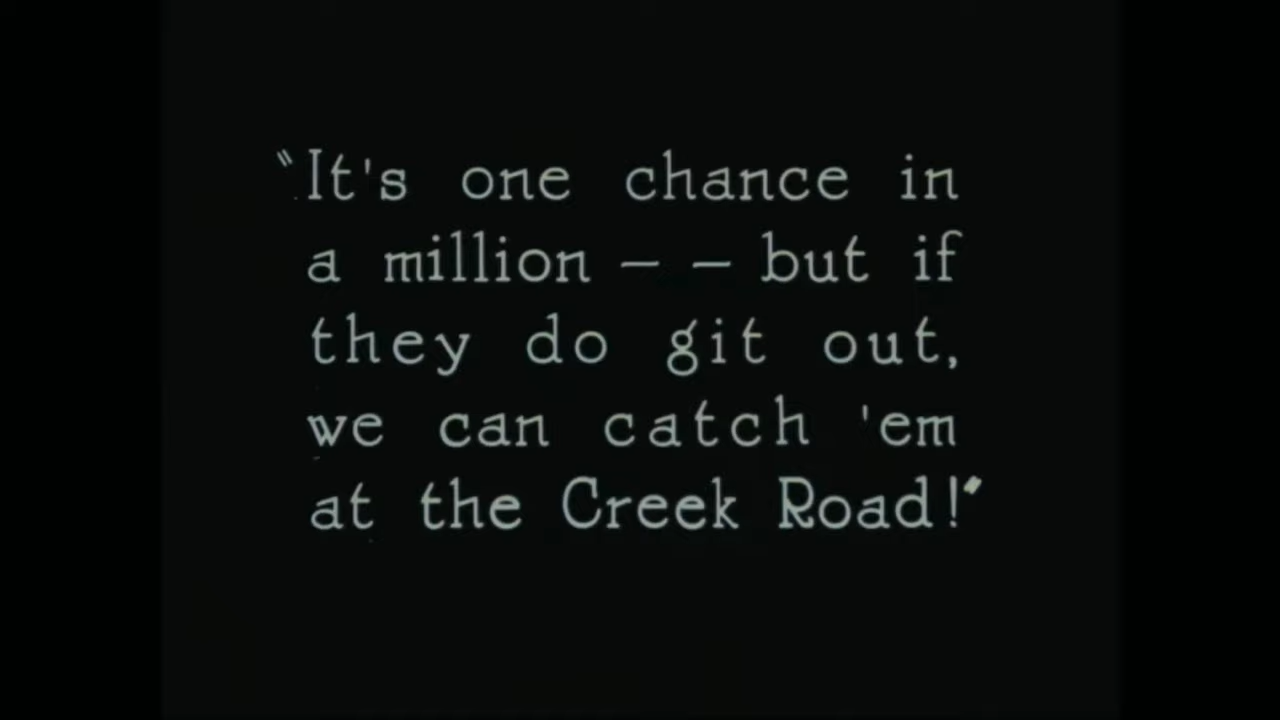 "It's one chance in
a million – – but if
they do git out,
we can catch 'em
at the Creek Road!"